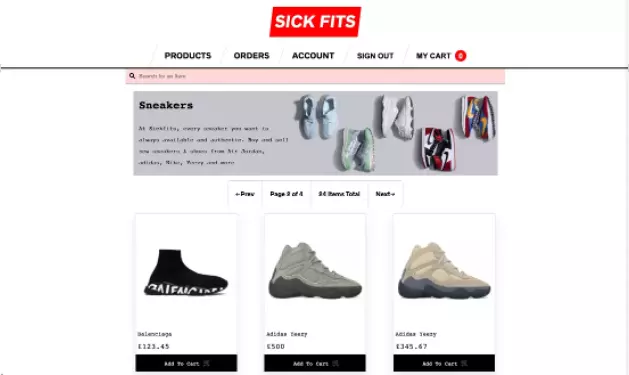 SICK FITS
PRODUCTS ORDERS ACCOUNT SIGN OUT MY CART 0
Search for an Item
Sneakers
At Sickfits, every sneaker you want is
always available and authentic. Buy and sell
new sneakers & shoes from Air Jordan,
adidas, Nike, Yeezy and more
← Prev Page 2 of 4 34 Items Total Next →
BALENCIAGA
Balenciaga Adidas Yeezy Adidas Yeezy
£123.45 £500 £345.67
Add To Cart Add To Cart Add To Cart